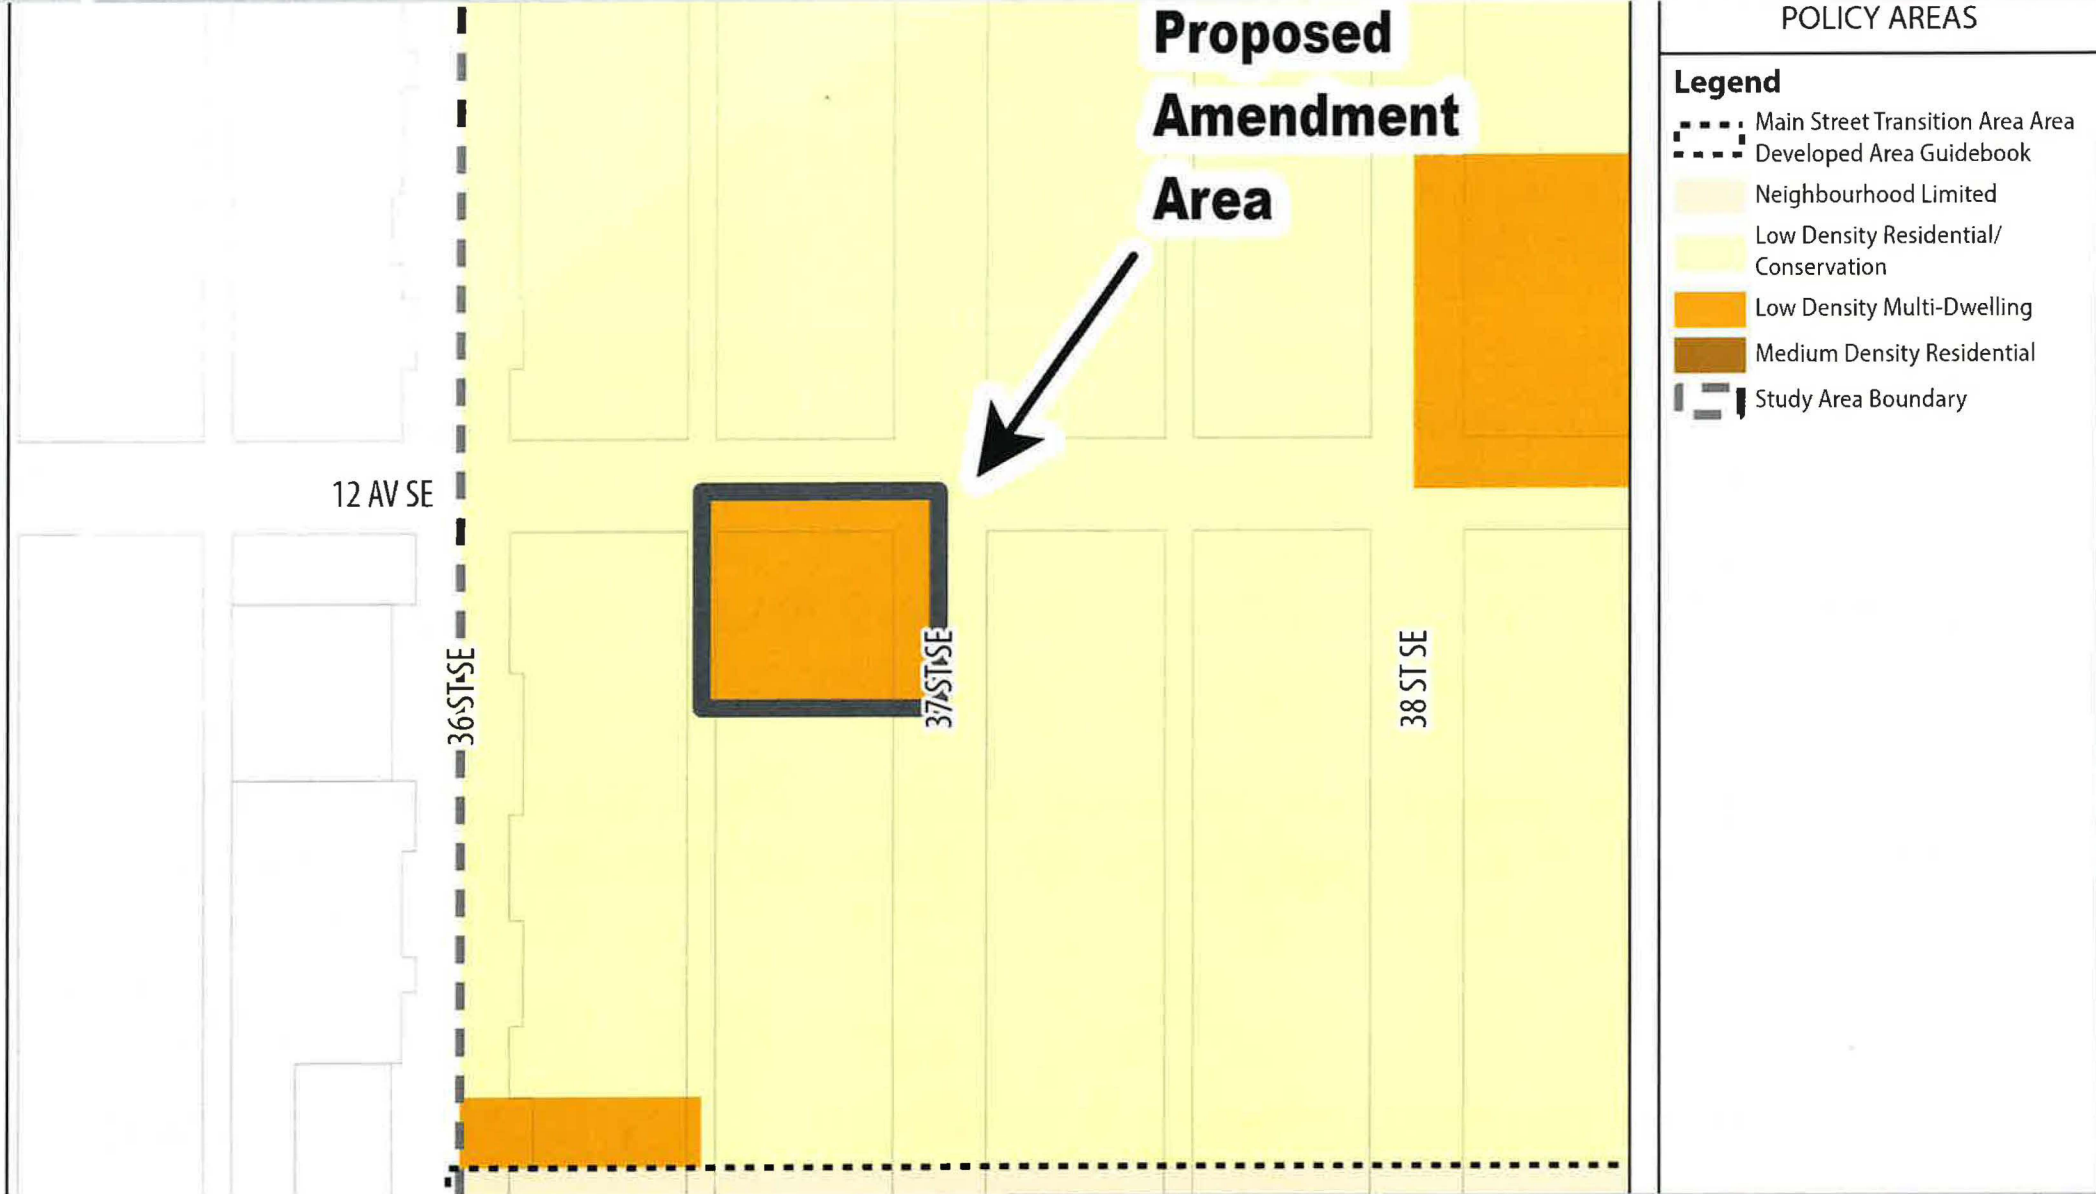 Proposed
Amendment
Area
12 AV SE
36 ST SE
37 ST SE
38 ST SE
POLICY AREAS
Legend
Main Street Transition Area Area
Developed Area Guidebook
Neighbourhood Limited
Low Density Residential/
Conservation
Low Density Multi-Dwelling
Medium Density Residential
Study Area Boundary